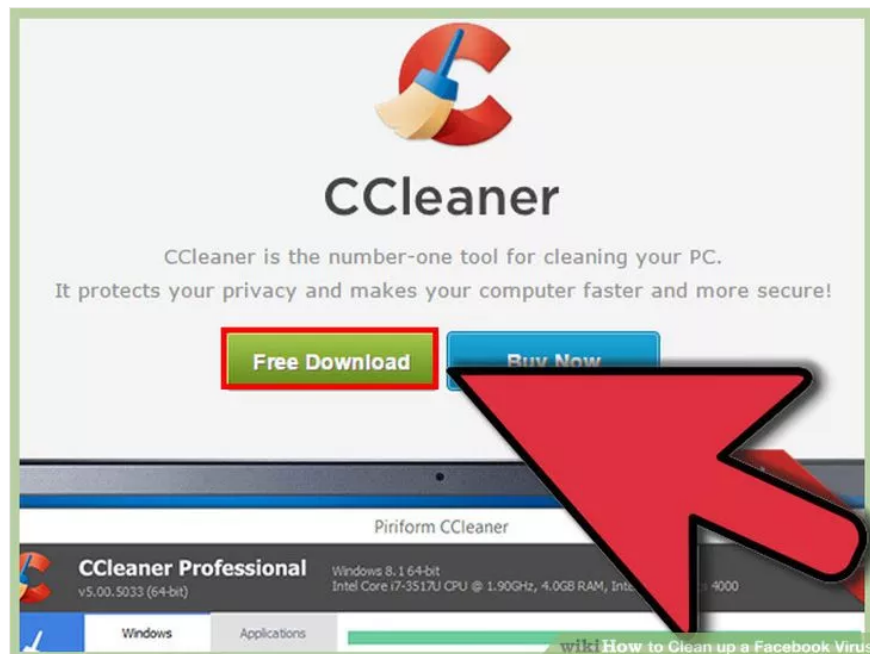 CCleaner
CCleaner is the number-one tool for cleaning your PC.
It protects your privacy and makes your computer faster and more secure!
Free Download
Buy Now
Piriform CCleaner
CCleaner Professional
v5.00.5033 (64-bit)
Windows 8.1 64-bit
Intel Core i7-3517U CPU @ 1.90GHz, 4.0GB RAM, 4000
Windows
Applications
wikiHow to Clean up a Facebook Virus